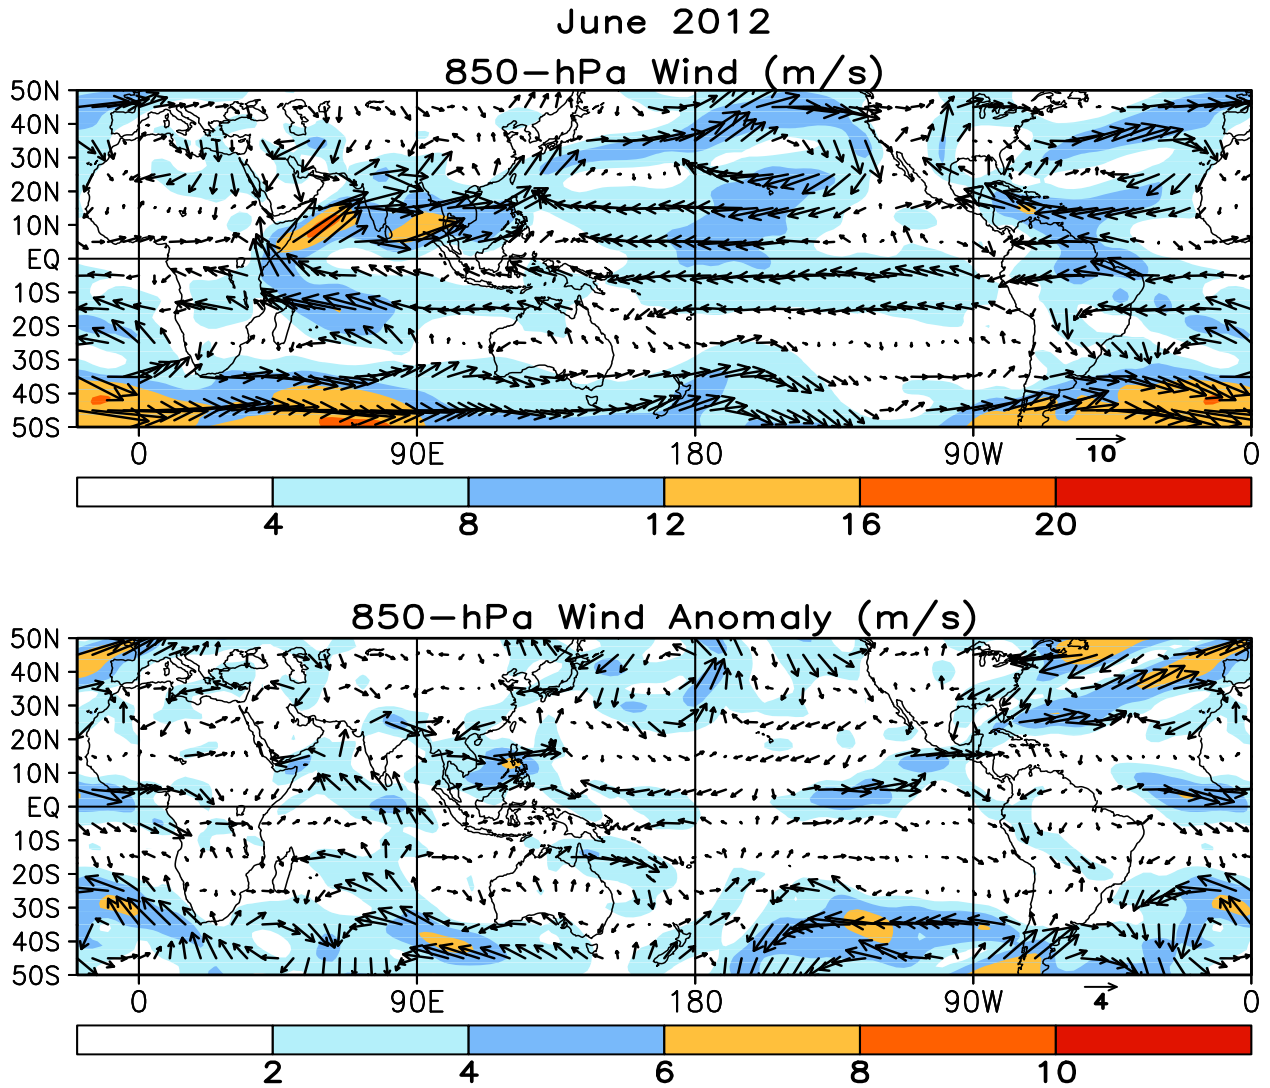 June 2012
850-hPa Wind (m/s)
50N
40N
30N
20N
10N
EQ
10S
20S
30S
40S
50S
0 90E 180 90W 0
10
4 8 12 16 20
850-hPa Wind Anomaly (m/s)
50N
40N
30N
20N
10N
EQ
10S
20S
30S
40S
50S
0 90E 180 90W 0
4
2 4 6 8 10